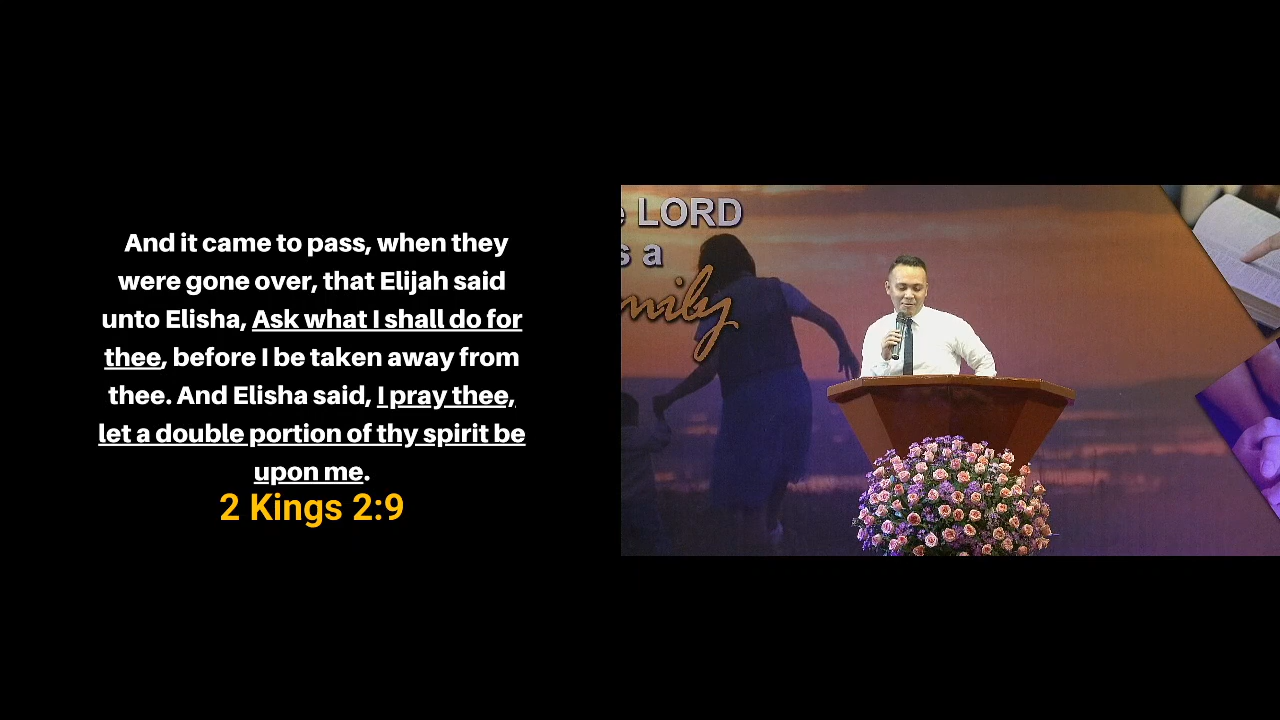 And it came to pass, when they
were gone over, that Elijah said
unto Elisha, Ask what I shall do for
thee, before I be taken away from
thee. And Elisha said, I pray thee,
let a double portion of thy spirit be
upon me.
2 Kings 2:9
LORD
a